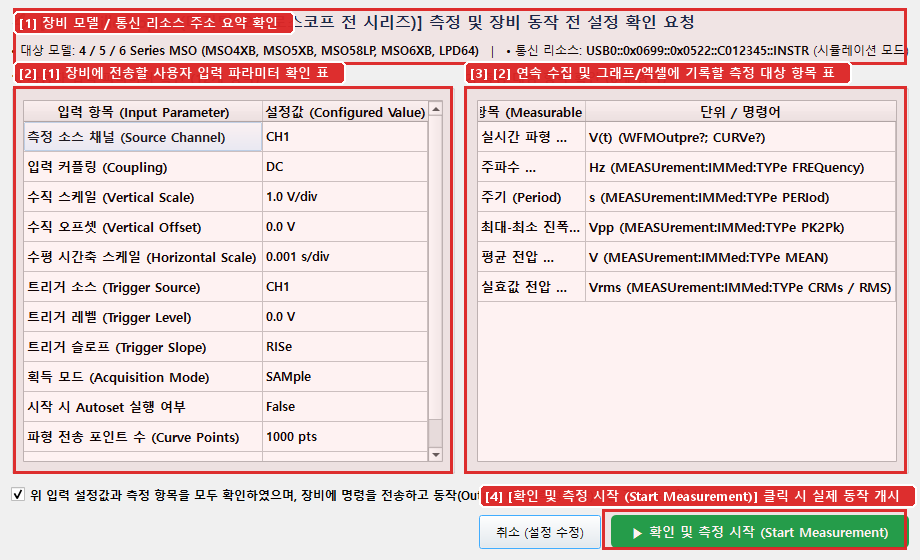 [1] 장비 모델 / 통신 리소스 주소 요약 확인
스코프 전 시리즈)] 측정 및 장비 동작 전 설정 확인 요청
대상 모델: 4 / 5 / 6 Series MSO (MSO4XB, MSO5XB, MSO58LP, MSO6XB, LPD64) | • 통신 리소스: USB0::0x0699::0x0522::C012345::INSTR (시뮬레이션 모드
[2] [1] 장비에 전송할 사용자 입력 파라미터 확인 표
입력 항목 (Input Parameter) 설정값 (Configured Value)
측정 소스 채널 (Source Channel) CH1
입력 커플링 (Coupling) DC
수직 스케일 (Vertical Scale) 1.0 V/div
수직 오프셋 (Vertical Offset) 0.0 V
수평 시간축 스케일 (Horizontal Scale) 0.001 s/div
트리거 소스 (Trigger Source) CH1
트리거 레벨 (Trigger Level) 0.0 V
트리거 슬로프 (Trigger Slope) RISe
획득 모드 (Acquisition Mode) SAMple
시작 시 Autoset 실행 여부 False
파형 전송 포인트 수 (Curve Points) 1000 pts
[3] [2] 연속 수집 및 그래프/엑셀에 기록할 측정 대상 항목 표
항목 (Measurable 단위 / 명령어
실시간 파형 ... V(t) (WFMOutpre?; CURVe?)
주파수 ... Hz (MEASUrement:IMMed:TYPe FREQuency)
주기 (Period) s (MEASUrement:IMMed:TYPe PERIod)
최대-최소 진폭... Vpp (MEASUrement:IMMed:TYPe PK2Pk)
평균 전압 ... V (MEASUrement:IMMed:TYPe MEAN)
실효값 전압 ... Vrms (MEASUrement:IMMed:TYPe CRMs / RMS)
위 입력 설정값과 측정 항목을 모두 확인하였으며, 장비에 명령을 전송하고 동작(Out
[4] [확인 및 측정 시작 (Start Measurement)] 클릭 시 실제 동작 개시
취소 (설정 수정)
▶ 확인 및 측정 시작 (Start Measurement)